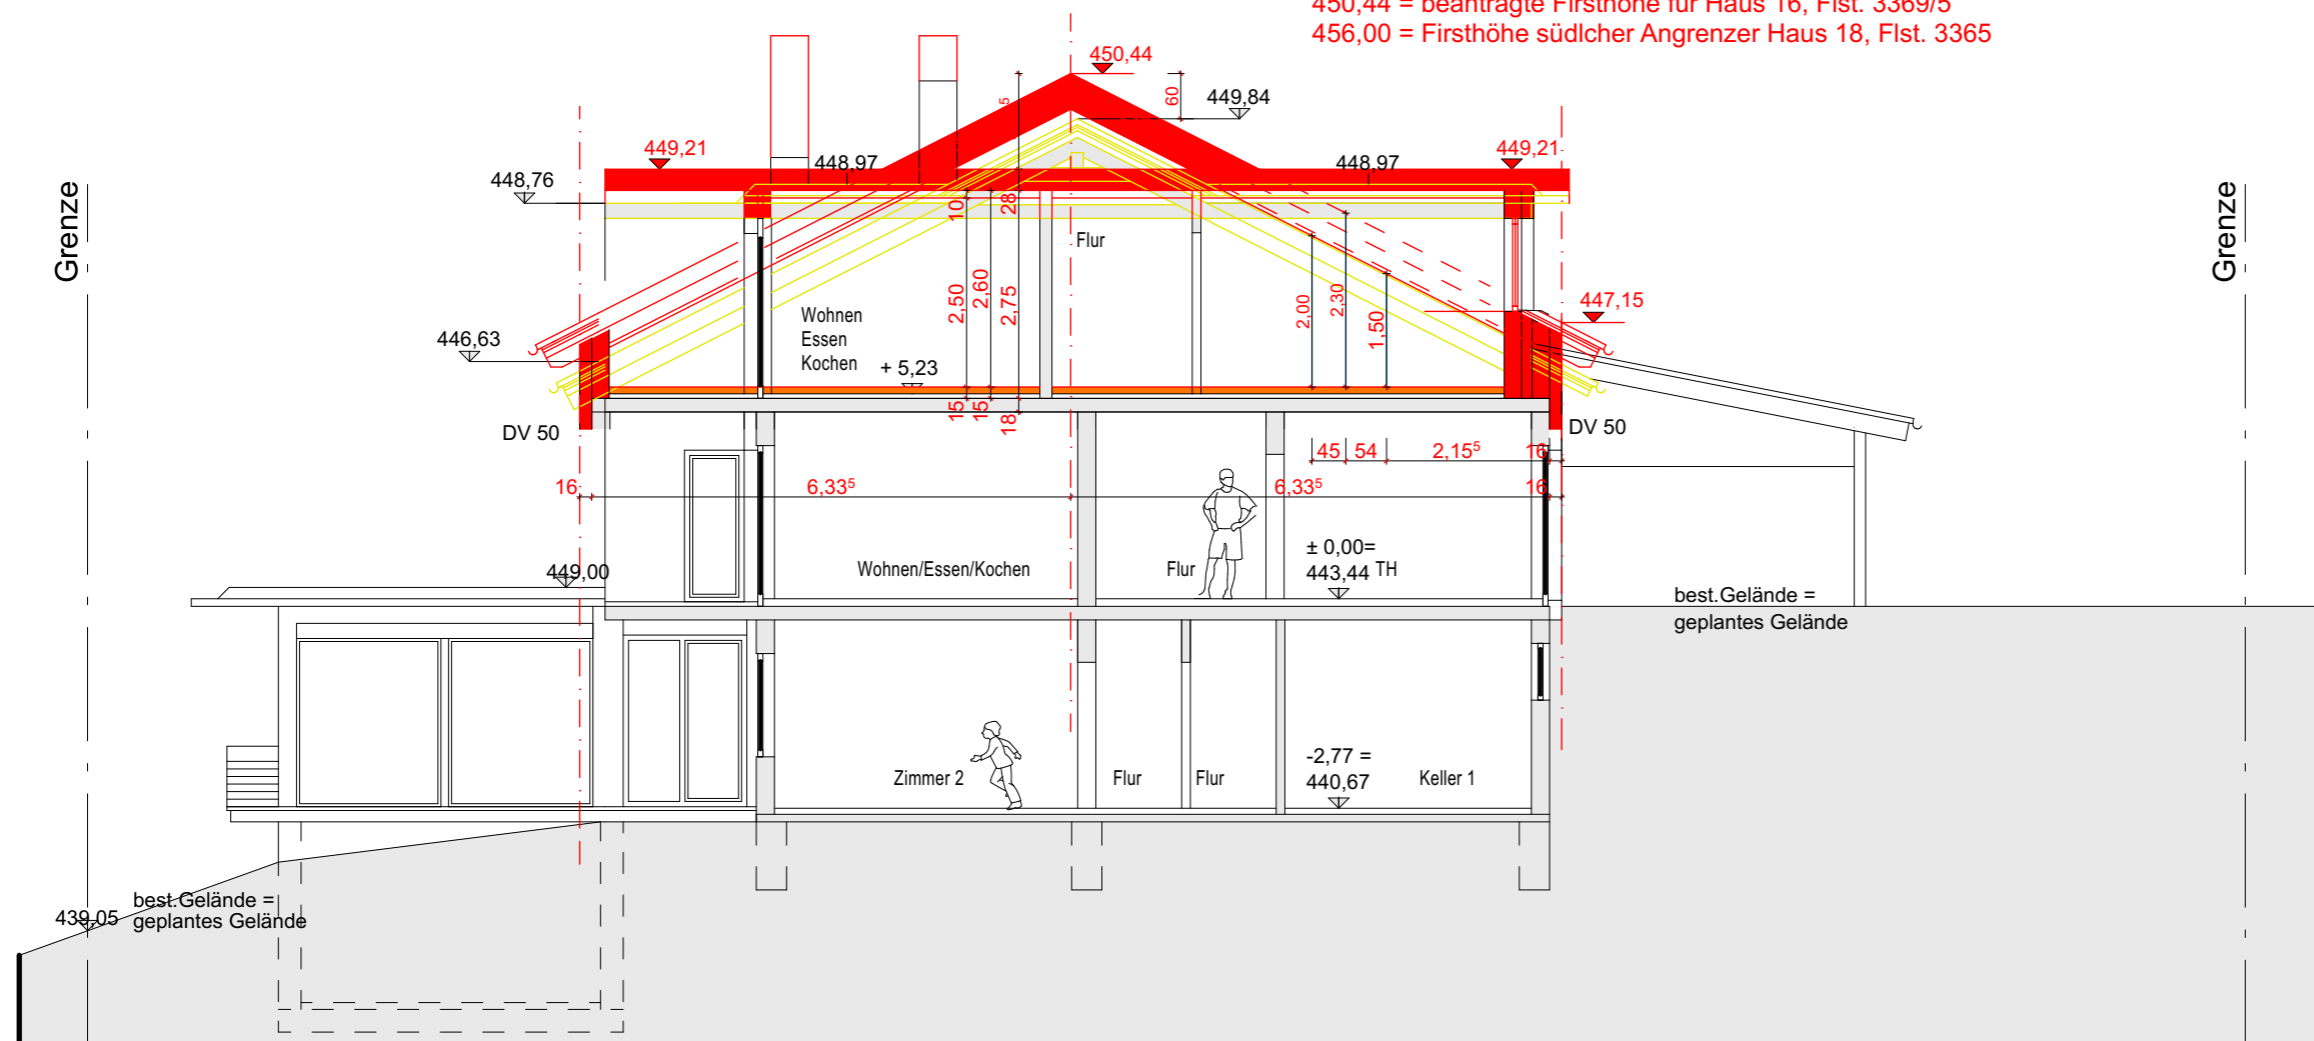 450,44 = beantragte Firsthöhe für Haus 16, Flst. 3369/5
456,00 = Firsthöhe südlcher Angrenzer Haus 18, Flst. 3365
450,44
60
449,84
5
449,21
448,97
448,97
449,21
448,76
Grenze
Grenze
10
28
Flur
2,50
2,60
2,75
2,00
2,30
1,50
447,15
Wohnen
Essen
Kochen
446,63
+ 5,23
15
15
18
DV 50
DV 50
45
54
2,15⁵
16
16
6,33⁵
6,33⁵
16
± 0,00=
443,44 TH
449,00
Wohnen/Essen/Kochen
Flur
best.Gelände =
geplantes Gelände
-2,77 =
440,67
Zimmer 2
Flur
Flur
Keller 1
best.Gelände =
geplantes Gelände
439,05